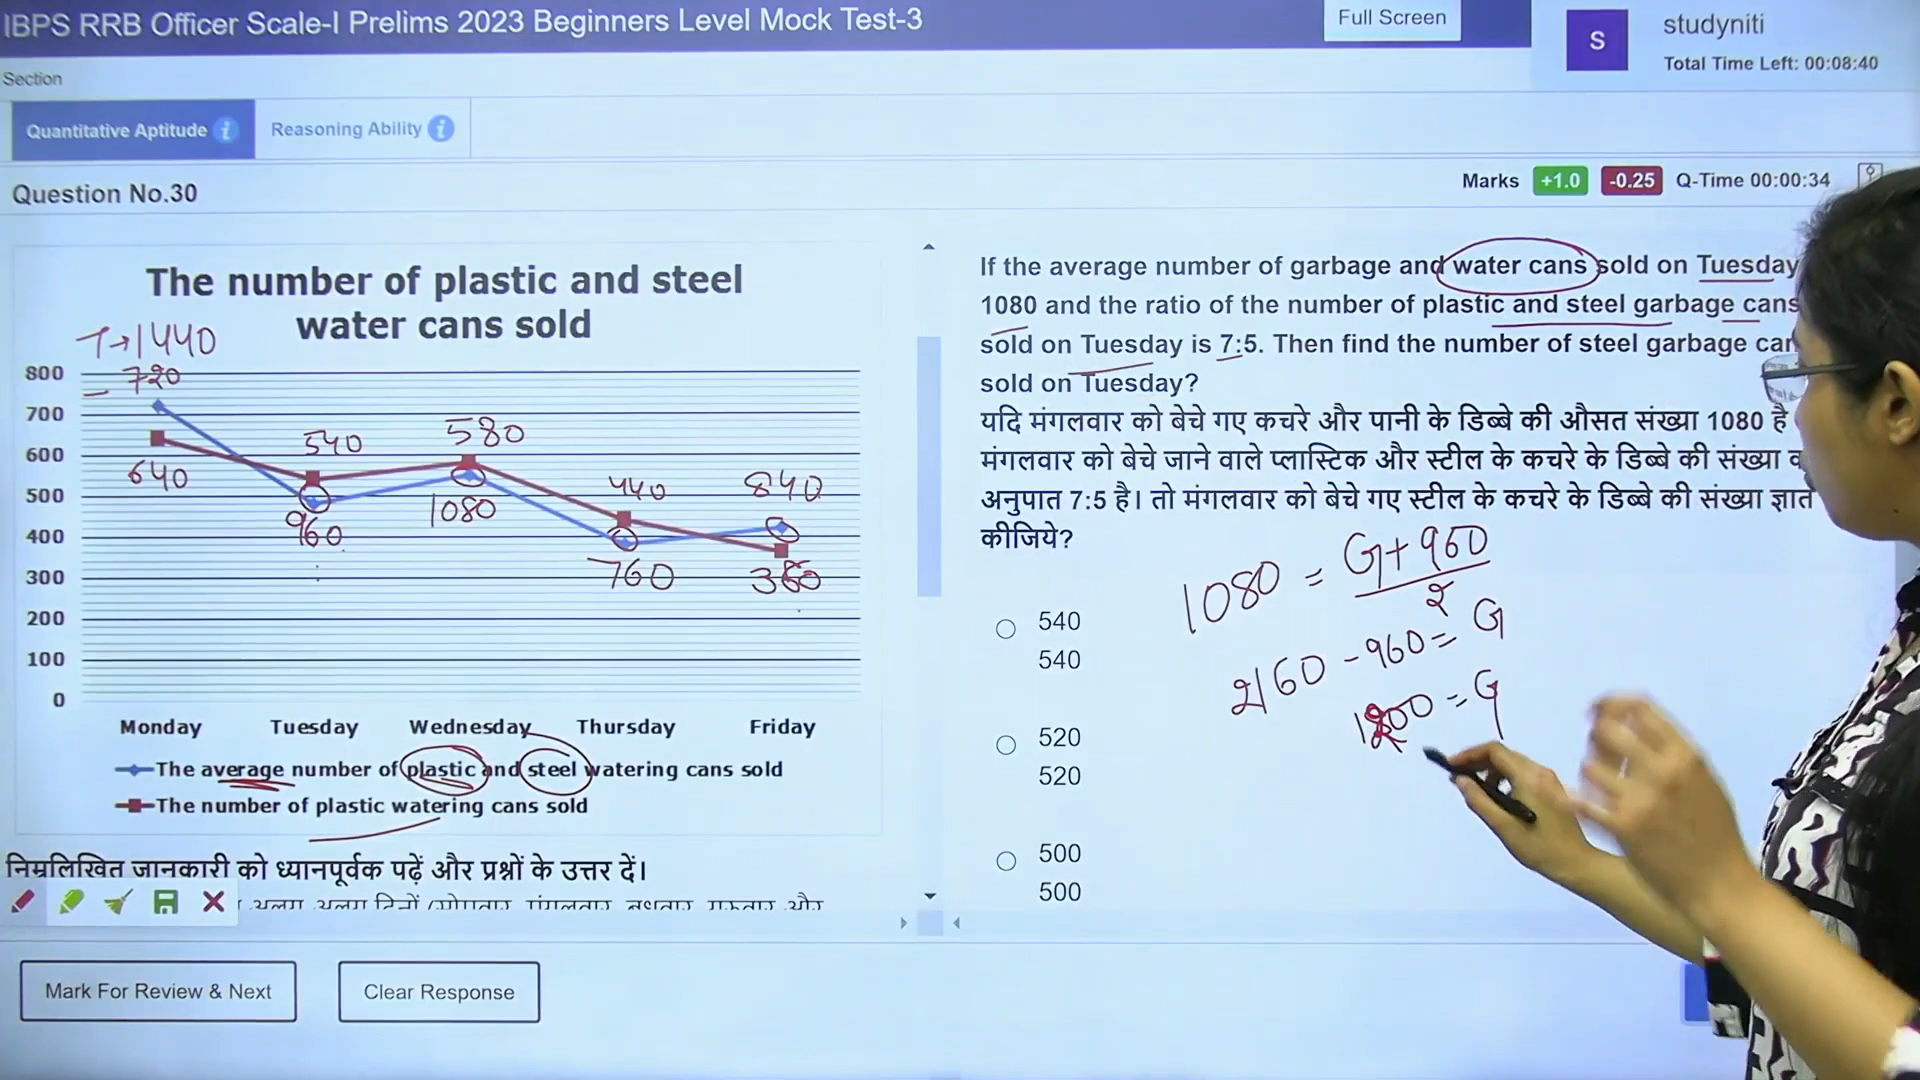 IBPS RRB Officer Scale-I Prelims 2023 Beginners Level Mock Test-3
Full Screen
S
studyniti
Total Time Left: 00:08:40
Section
Quantitative Aptitude i
Reasoning Ability i
Question No.30
Marks +1.0 -0.25 Q-Time 00:00:34
The number of plastic and steel
water cans sold
T→1440
800
720
700
600
500
400
300
200
100
0
640
540
960
580
1080
440
760
840
360
Monday Tuesday Wednesday Thursday Friday
The average number of plastic and steel watering cans sold
The number of plastic watering cans sold
निम्नलिखित जानकारी को ध्यानपूर्वक पढ़ें और प्रश्नों के उत्तर दें।
If the average number of garbage and water cans sold on Tuesday
1080 and the ratio of the number of plastic and steel garbage cans
sold on Tuesday is 7:5. Then find the number of steel garbage
sold on Tuesday?
यदि मंगलवार को बेचे गए कचरे और पानी के डिब्बे की औसत संख्या 1080 है
मंगलवार को बेचे जाने वाले प्लास्टिक और स्टील के कचरे के डिब्बे की संख्या
अनुपात 7:5 है। तो मंगलवार को बेचे गए स्टील के कचरे के डिब्बे की संख्या ज्ञात
कीजिये?
1080 = G+960
2
2160 - 960 = G
1200 = G
540
540
520
520
500
500
Mark For Review & Next
Clear Response